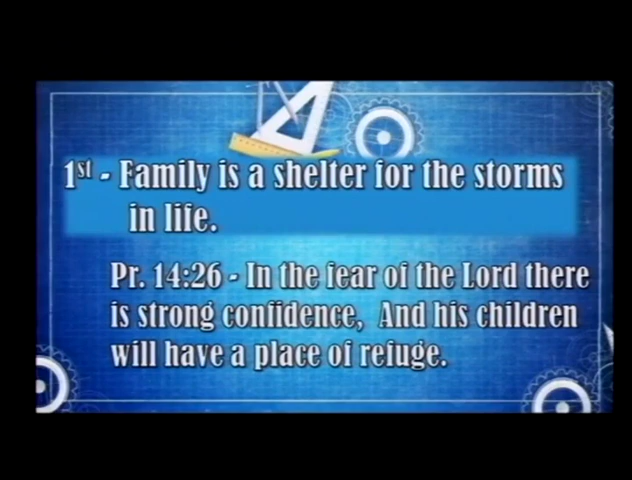 1st - Family is a shelter for the storms
in life.
Pr. 14:26 - In the fear of the Lord there
is strong confidence, And his children
will have a place of refuge.